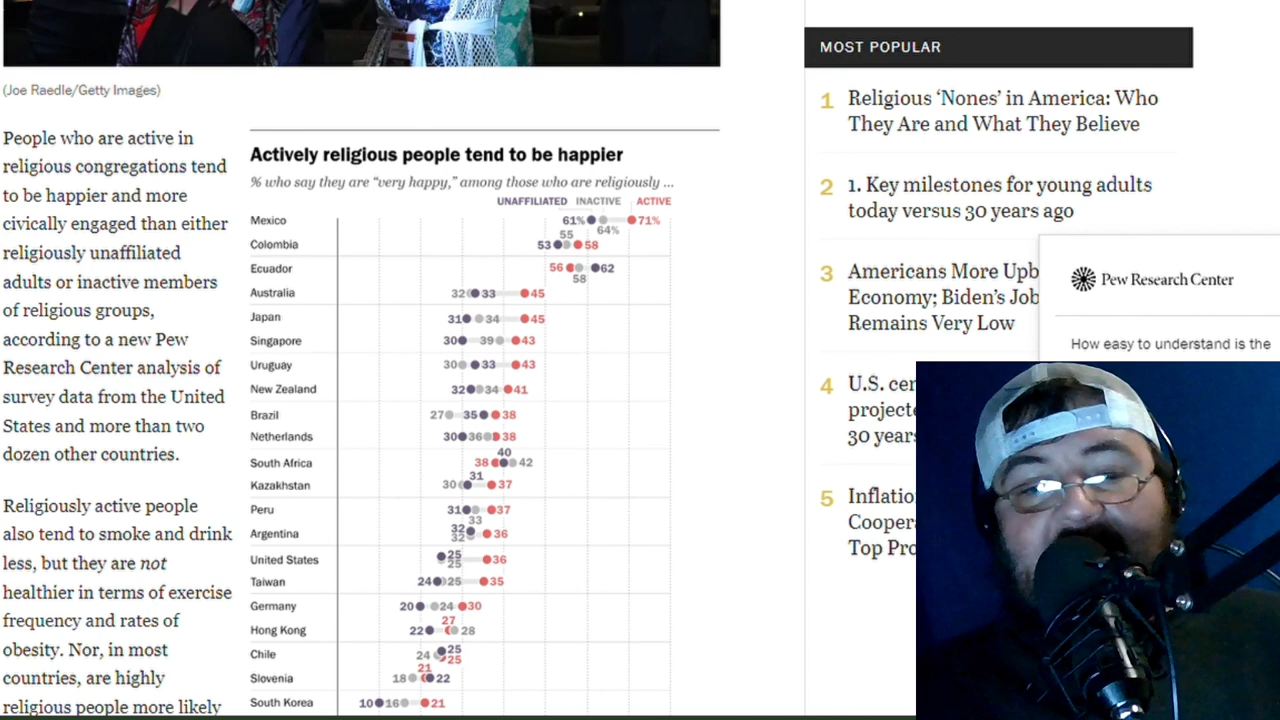 (Joe Raedle/Getty Images)
People who are active in
religious congregations tend
to be happier and more
civically engaged than either
religiously unaffiliated
adults or inactive members
of religious groups,
according to a new Pew
Research Center analysis of
survey data from the United
States and more than two
dozen other countries.
Religiously active people
also tend to smoke and drink
less, but they are not
healthier in terms of exercise
frequency and rates of
obesity. Nor, in most
countries, are highly
religious people more likely
Actively religious people tend to be happier
% who say they are “very happy,” among those who are religiously ...
UNAFFILIATED INACTIVE ACTIVE
Mexico 61% 64% 71%
Colombia 53 55 58
Ecuador 56 58 62
Australia 32 33 45
Japan 31 34 45
Singapore 30 39 43
Uruguay 30 33 43
New Zealand 32 34 41
Brazil 27 35 38
Netherlands 30 36 38
South Africa 38 40 42
Kazakhstan 30 31 37
Peru 31 33 37
Argentina 32 32 36
United States 25 25 36
Taiwan 24 25 35
Germany 20 24 30
Hong Kong 22 27 28
Chile 24 25 25
Slovenia 18 21 22
South Korea 10 16 21
MOST POPULAR
1 Religious ‘Nones’ in America: Who
They Are and What They Believe
2 1. Key milestones for young adults
today versus 30 years ago
3 Americans More Upb
Economy; Biden’s Job
Remains Very Low
4 U.S. cen
projecte
30 years
5 Inflatio
Coopera
Top Pro
Pew Research Center
How easy to understand is the